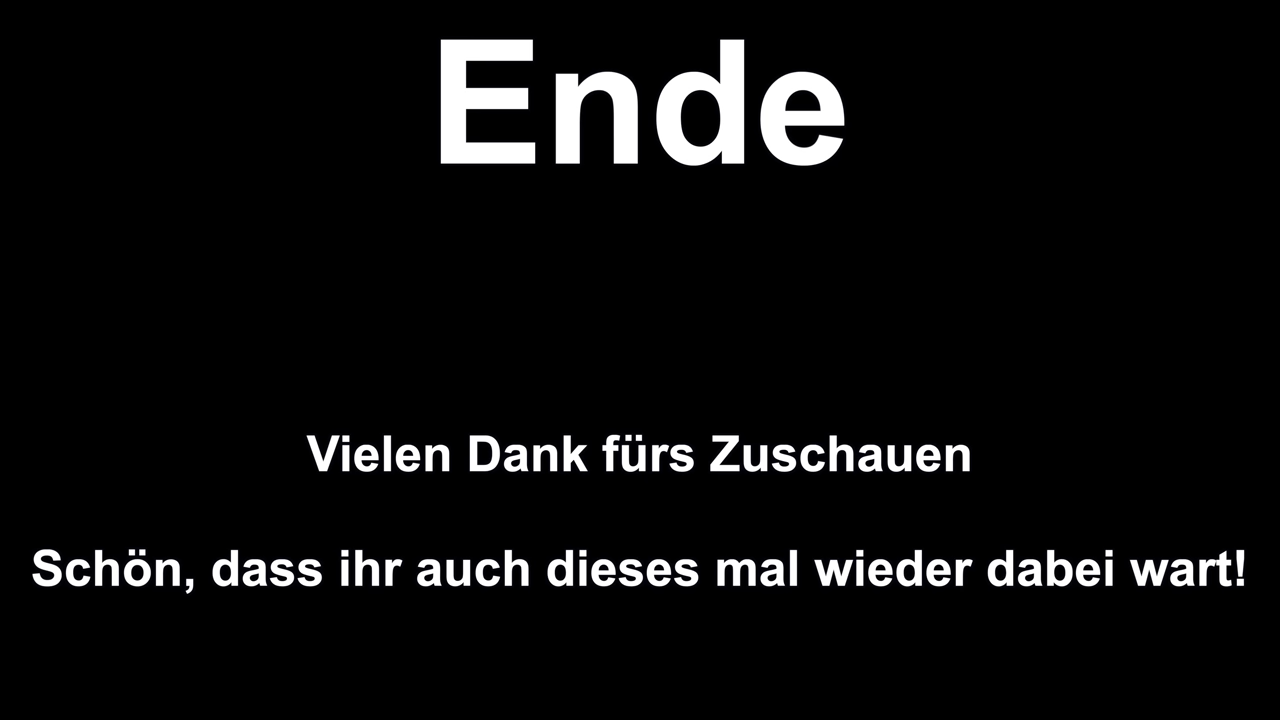 Ende
Vielen Dank fürs Zuschauen
Schön, dass ihr auch dieses mal wieder dabei wart!